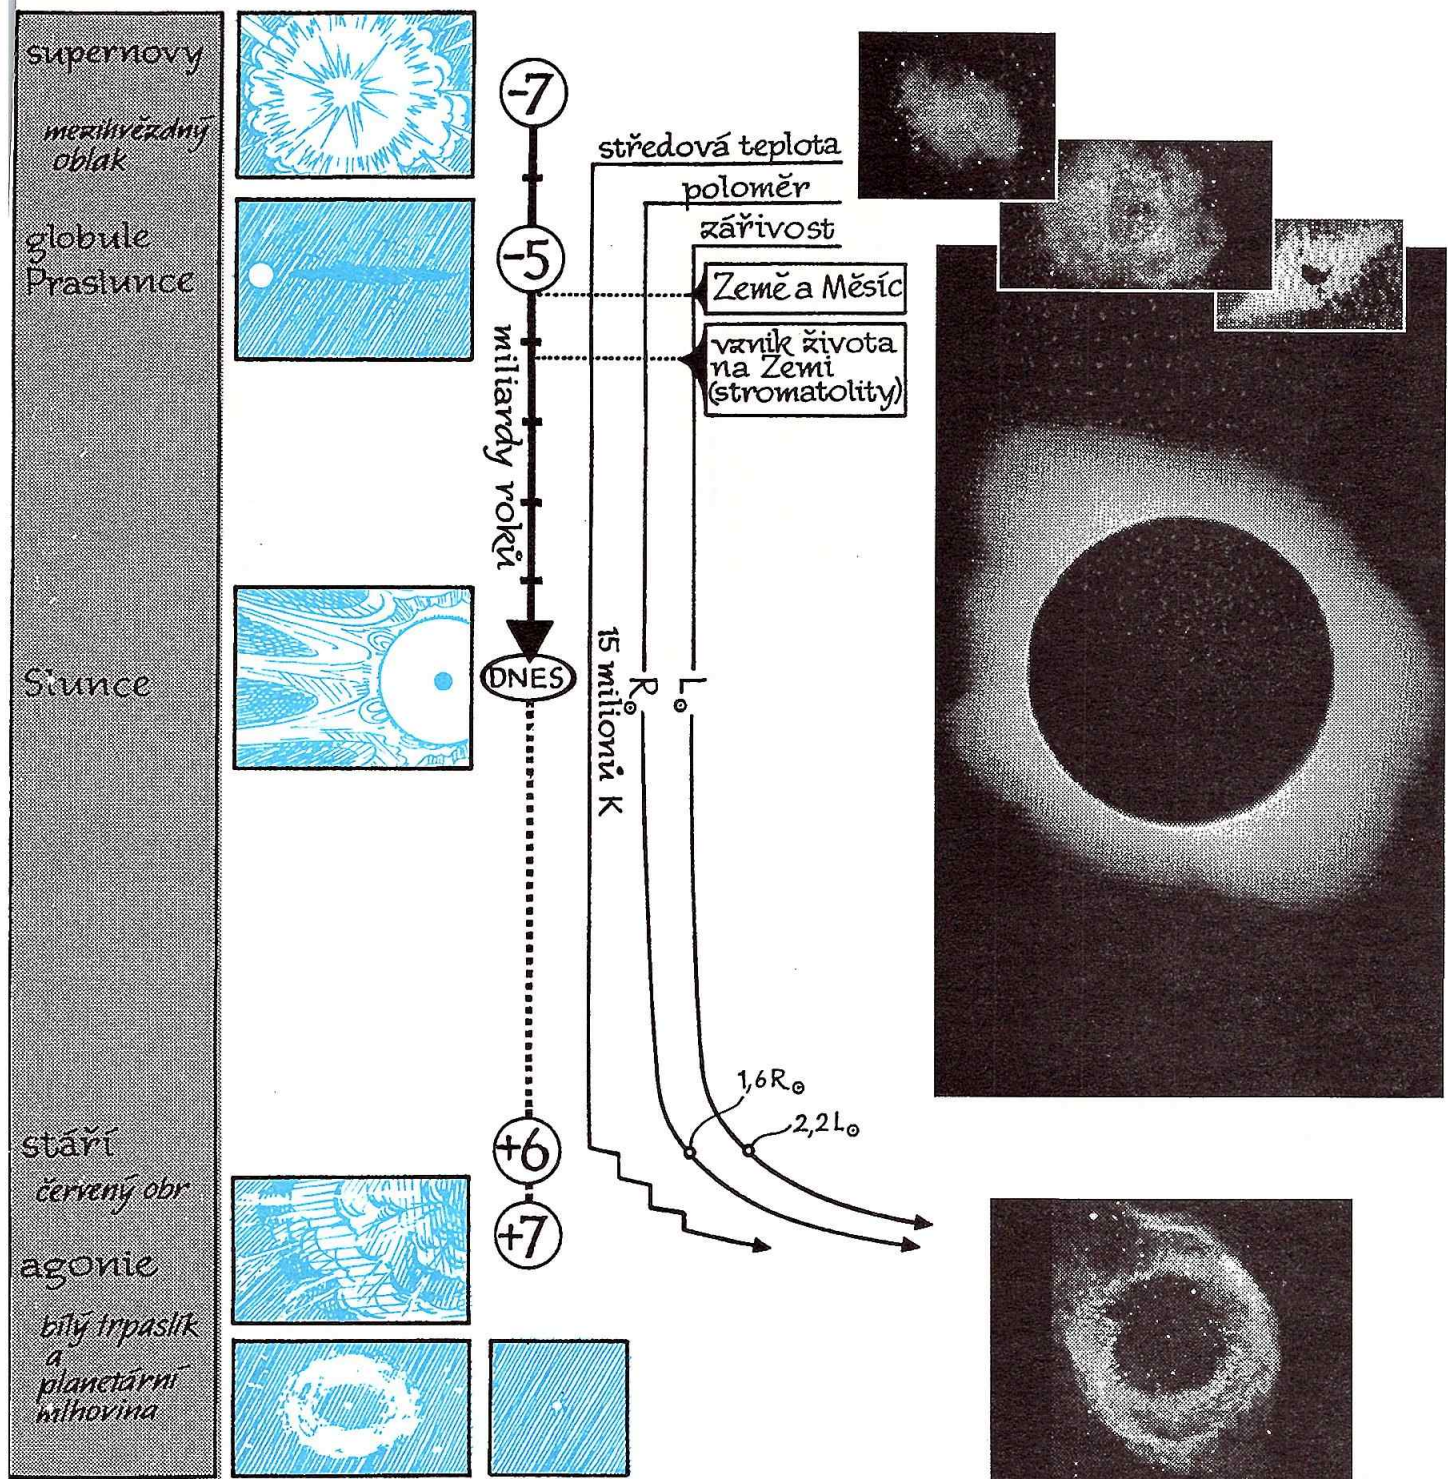 supernovy
mezihvězdný
oblak
globule
Praslunce
Slunce
stáří
červený obr
agonie
bílý trpaslík
a
planetární
mlhovina
-7
-5
miliardy roků
DNES
+6
+7
středová teplota
poloměr
zářivost
Země a Měsíc
vznik života
na Zemi
(stromatolity)
15 milionů K
R☉
L☉
1,6R☉
2,2L☉